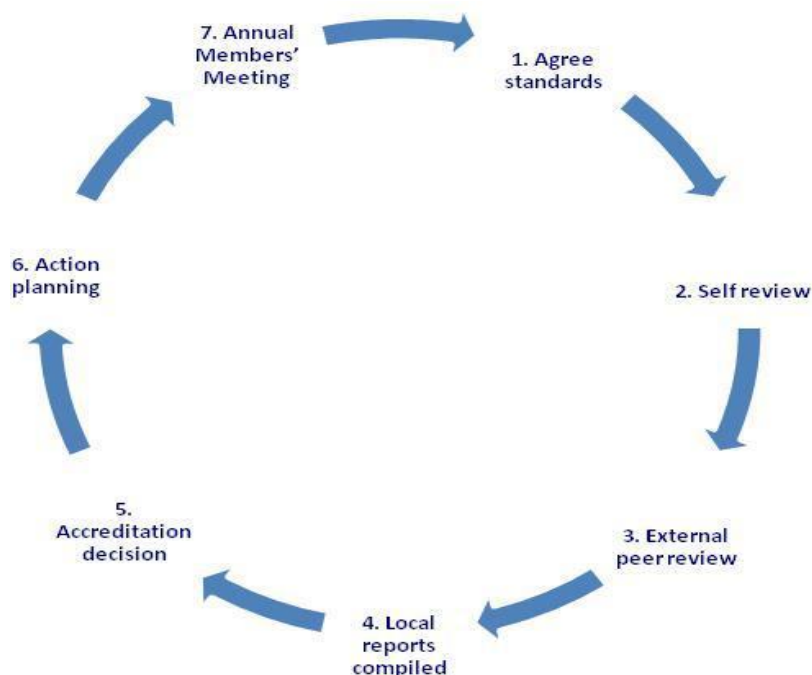 1. Agree
standards
2. Self review
3. External
peer review
4. Local
reports
compiled
5.
Accreditation
decision
6. Action
planning
7. Annual
Members'
Meeting